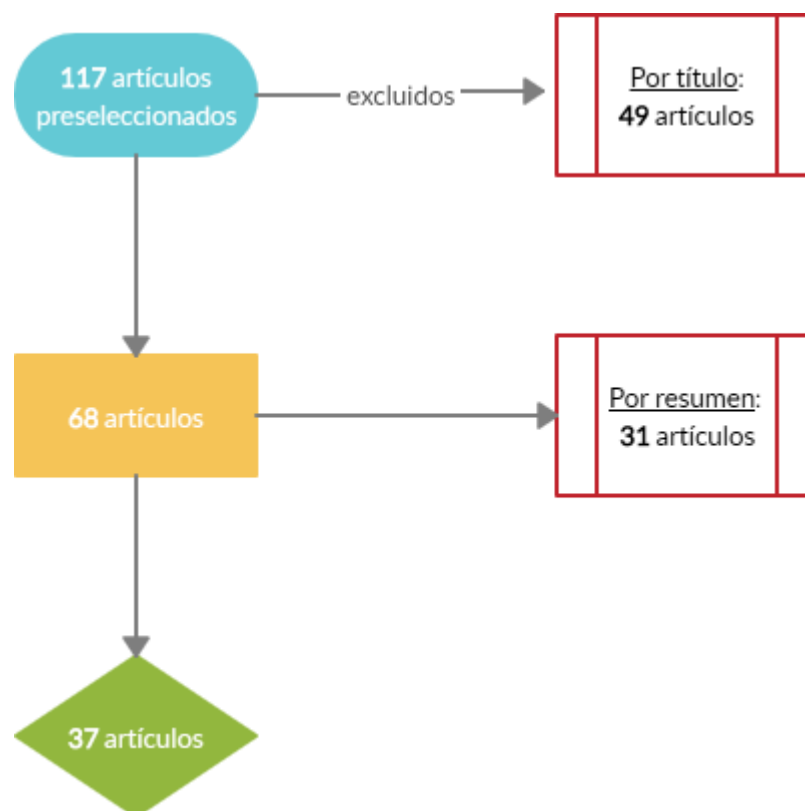 117 artículos
preseleccionados
excluidos
Por título:
49 artículos
68 artículos
Por resumen:
31 artículos
37 artículos